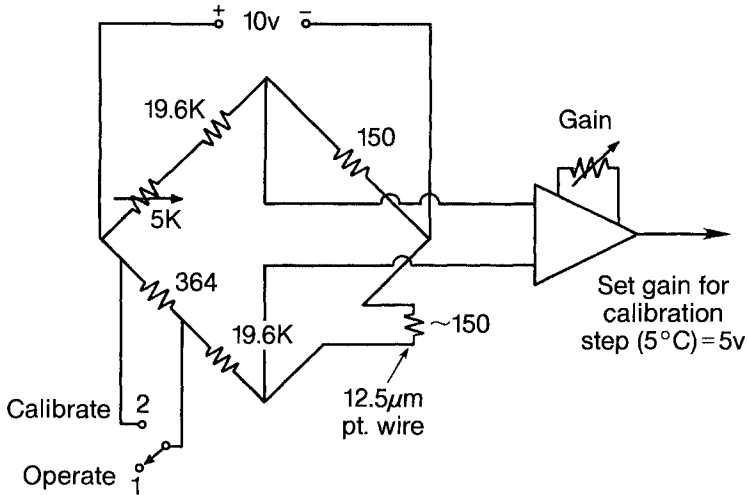 + 10v −
19.6K
150
Gain
5K
364
19.6K
~150
Set gain for
calibration
step (5°C) = 5v
12.5μm
pt. wire
Calibrate 2
Operate 1